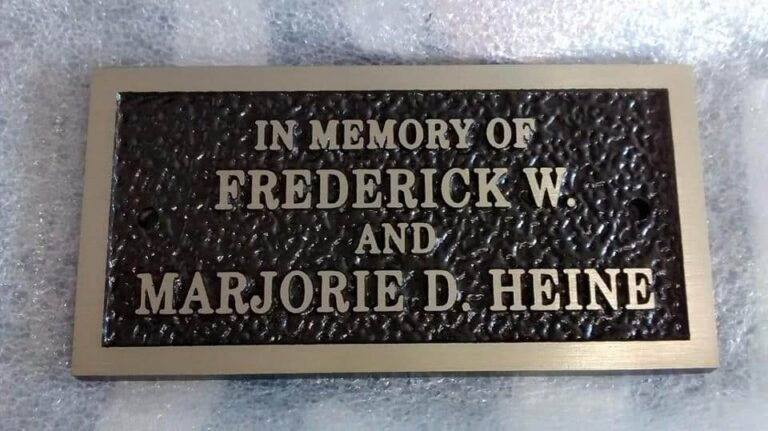 IN MEMORY OF
FREDERICK W.
AND
MARJORIE D. HEINE